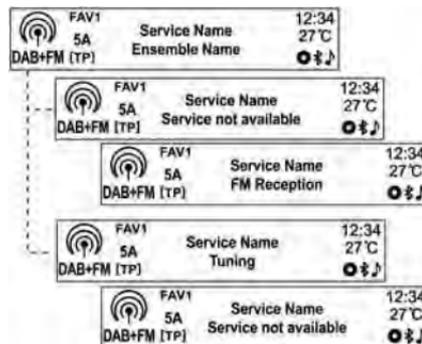 FAV1 12:34
5A Service Name 27℃
DAB+FM [TP] Ensemble Name
FAV1 12:34
5A Service Name 27℃
DAB+FM [TP] Service not available
FAV1 12:34
5A Service Name 27℃
DAB+FM [TP] FM Reception
FAV1 12:34
5A Service Name 27℃
DAB+FM [TP] Tuning
FAV1 12:34
5A Service Name 27℃
DAB+FM [TP] Service not available